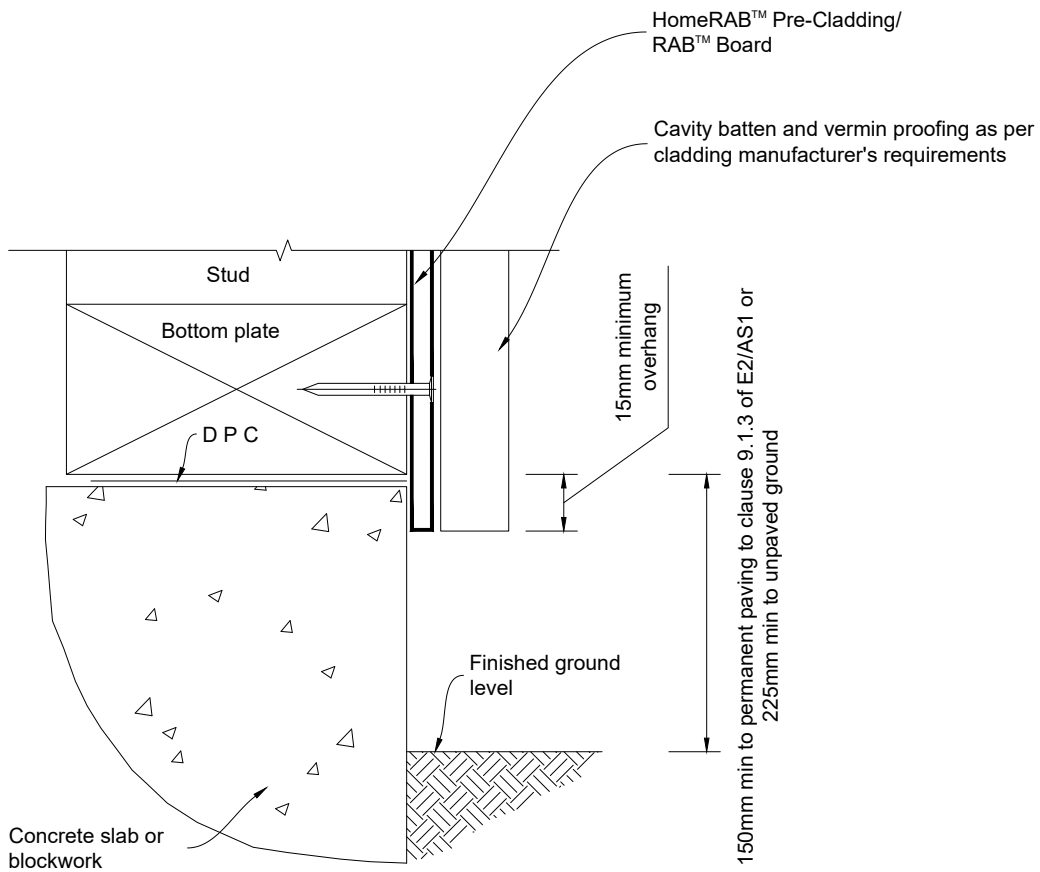 HomeRAB™ Pre-Cladding/
RAB™ Board
Cavity batten and vermin proofing as per
cladding manufacturer's requirements
Stud
Bottom plate
D P C
15mm minimum
overhang
150mm min to permanent paving to clause 9.1.3 of E2/AS1 or
225mm min to unpaved ground
Finished ground
level
Concrete slab or
blockwork